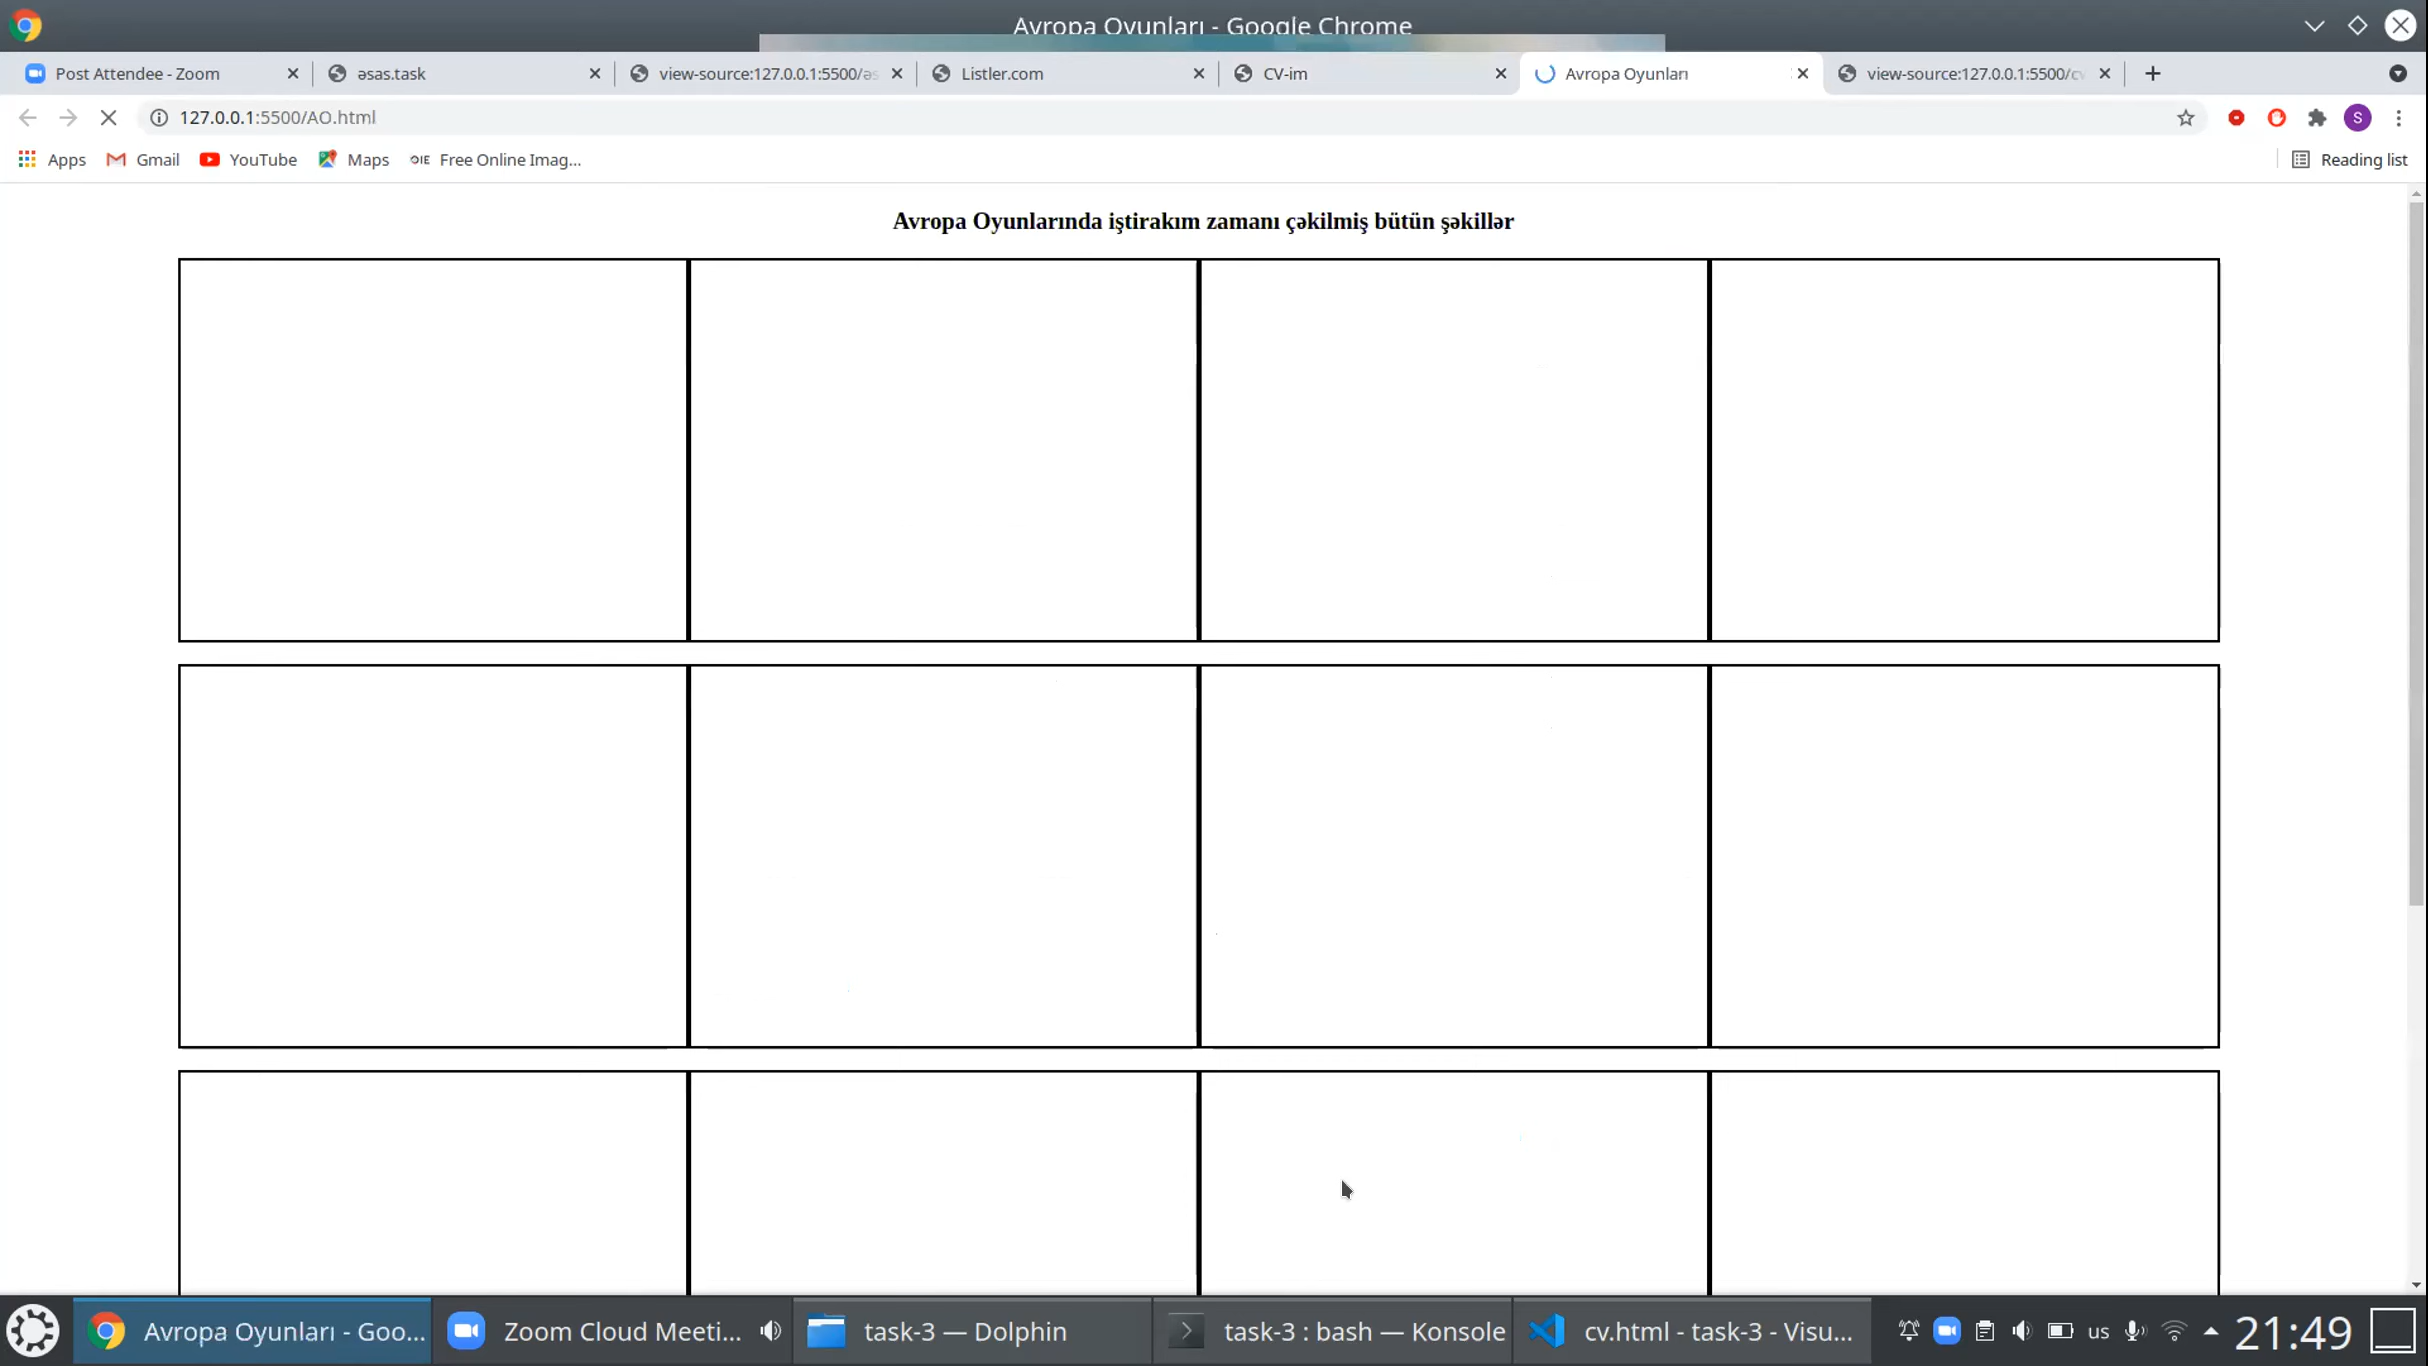 Avropa Oyunları - Google Chrome
Post Attendee - Zoom
əsas.task
view-source:127.0.0.1:5500/əs
Listler.com
CV-im
Avropa Oyunları
view-source:127.0.0.1:5500/cv
127.0.0.1:5500/AO.html
S
Apps
Gmail
YouTube
Maps
OIE Free Online Imag...
Reading list
Avropa Oyunlarında iştirakım zamanı çəkilmiş bütün şəkillər
Avropa Oyunları - Goo...
Zoom Cloud Meeti...
task-3 — Dolphin
task-3 : bash — Konsole
cv.html - task-3 - Visu...
us
21:49